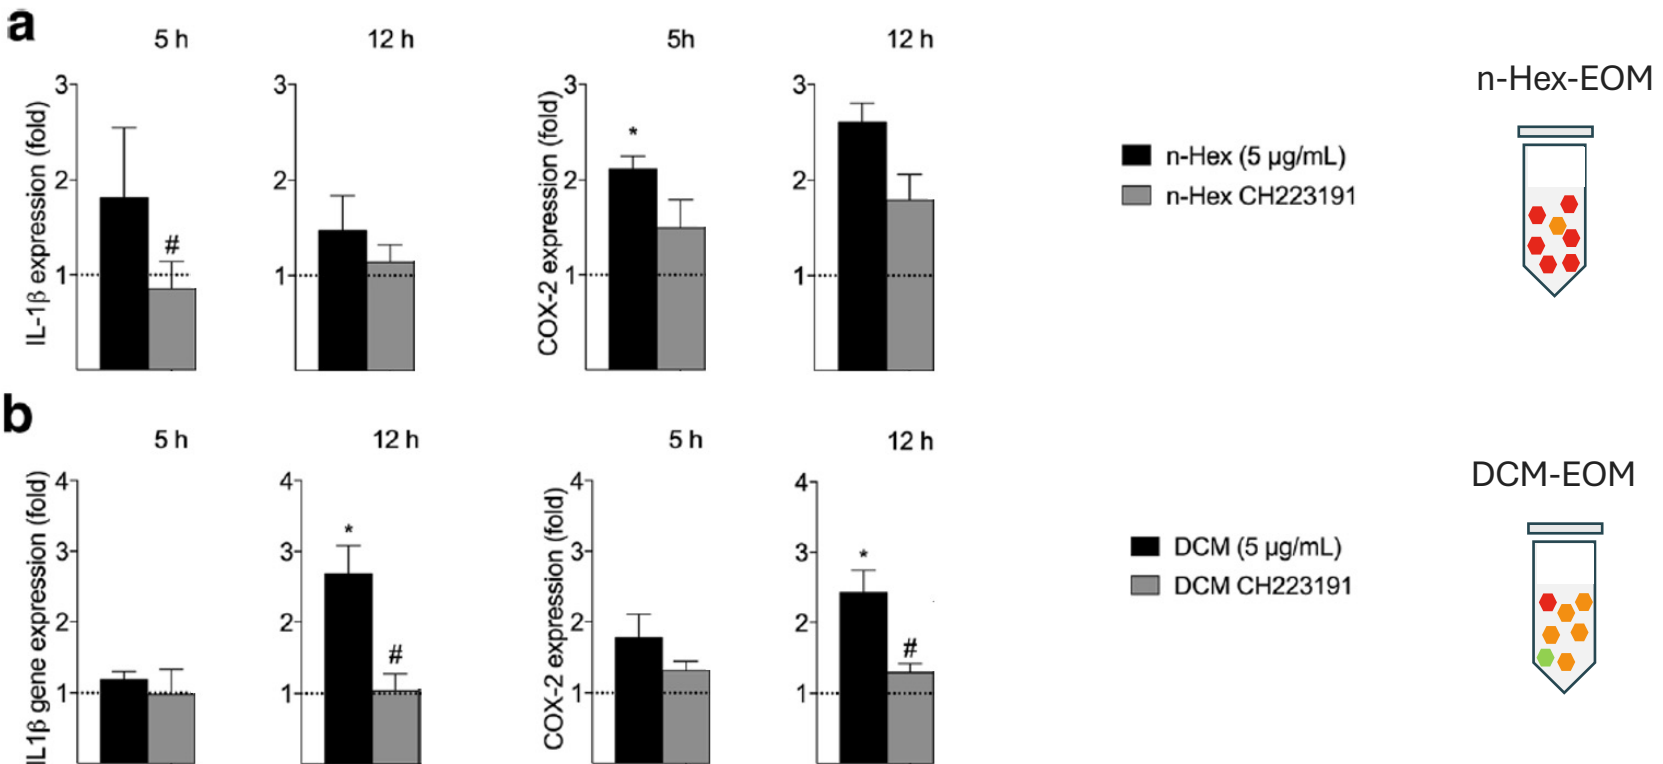 a
5 h
12 h
5h
12 h
IL-1β expression (fold)
3
2
1
#
3
2
1
COX-2 expression (fold)
3
2
1
*
3
2
1
n-Hex (5 µg/mL)
n-Hex CH223191
n-Hex-EOM
b
5 h
12 h
5 h
12 h
IL1β gene expression (fold)
4
3
2
1
4
3
2
1
*
#
COX-2 expression (fold)
4
3
2
1
4
3
2
1
*
#
DCM (5 µg/mL)
DCM CH223191
DCM-EOM